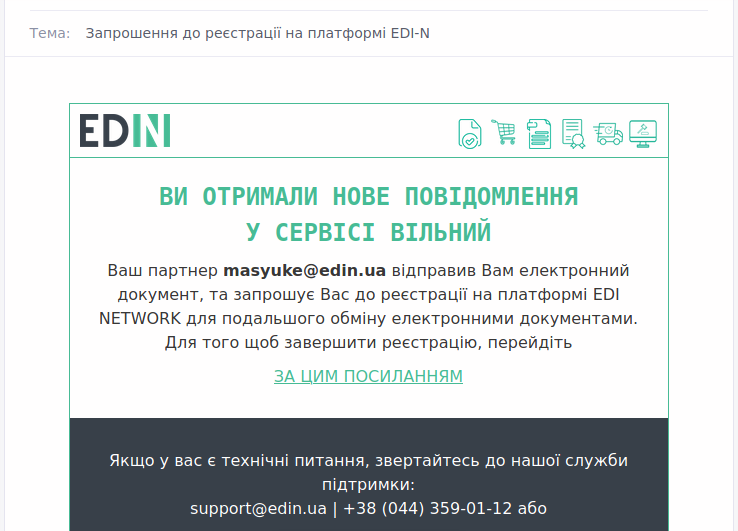 Тема: Запрошення до реєстрації на платформі EDI-N
EDIN
ВИ ОТРИМАЛИ НОВЕ ПОВІДОМЛЕННЯ
У СЕРВІСІ ВІЛЬНИЙ
Ваш партнер masyuke@edin.ua відправив Вам електронний
документ, та запрошує Вас до реєстрації на платформі EDI
NETWORK для подальшого обміну електронними документами.
Для того щоб завершити реєстрацію, перейдіть
ЗА ЦИМ ПОСИЛАННЯМ
Якщо у вас є технічні питання, звертайтесь до нашої служби
підтримки:
support@edin.ua | +38 (044) 359-01-12 або